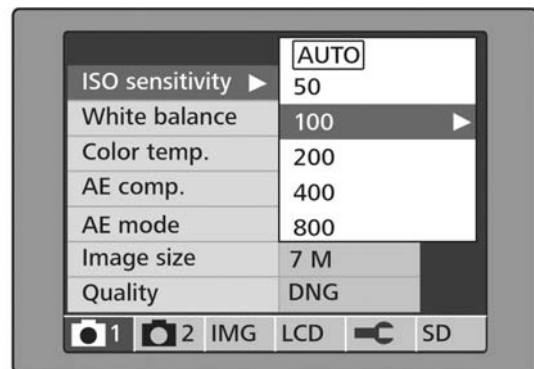 AUTO
ISO sensitivity 50
White balance 100
Color temp. 200
AE comp. 400
AE mode 800
Image size 7 M
Quality DNG
1 2 IMG LCD SD